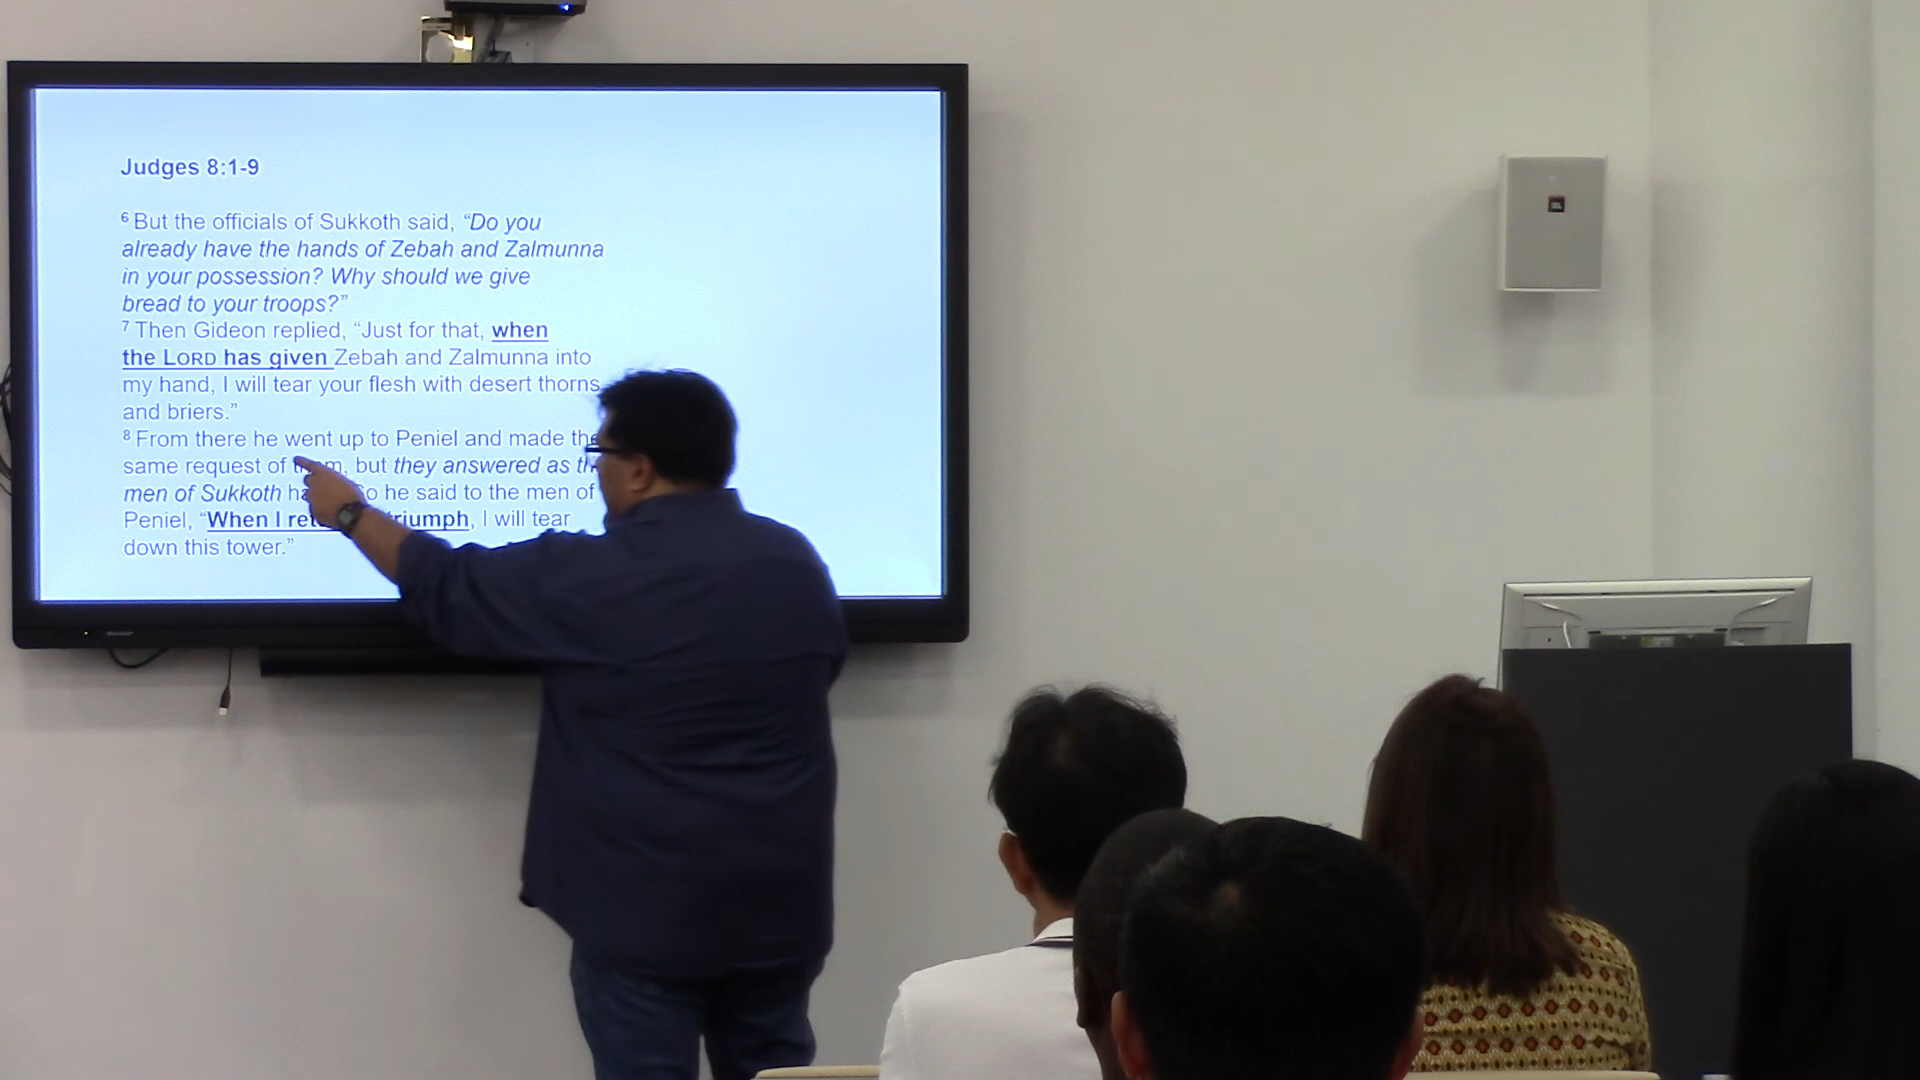 Judges 8:1-9
6 But the officials of Sukkoth said, “Do you
already have the hands of Zebah and Zalmunna
in your possession? Why should we give
bread to your troops?”
7 Then Gideon replied, “Just for that, when
the LORD has given Zebah and Zalmunna into
my hand, I will tear your flesh with desert thorns
and briers.”
8 From there he went up to Peniel and made the
same request of them, but they answered as
men of Sukkoth he said to the men of
Peniel, “When I triumph, I will tear
down this tower.”
SHARP